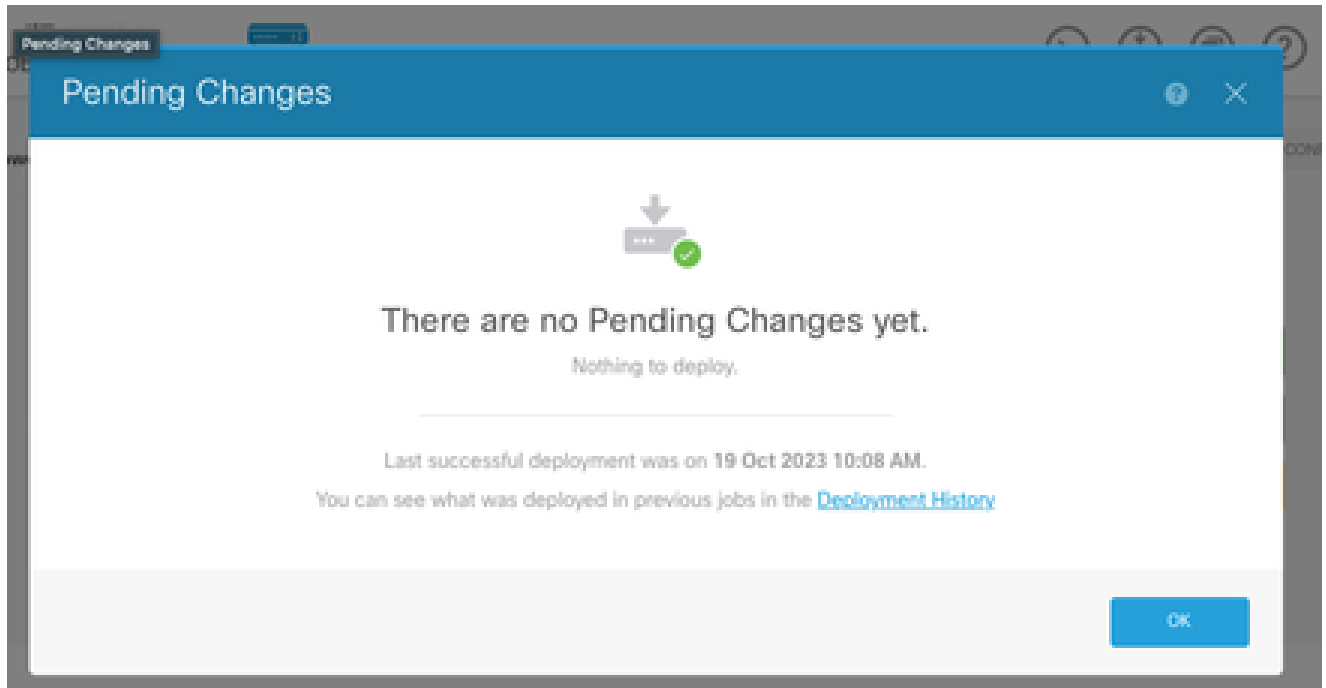 Pending Changes
Pending Changes
There are no Pending Changes yet.
Nothing to deploy.
Last successful deployment was on 19 Oct 2023 10:08 AM.
You can see what was deployed in previous jobs in the Deployment History
OK